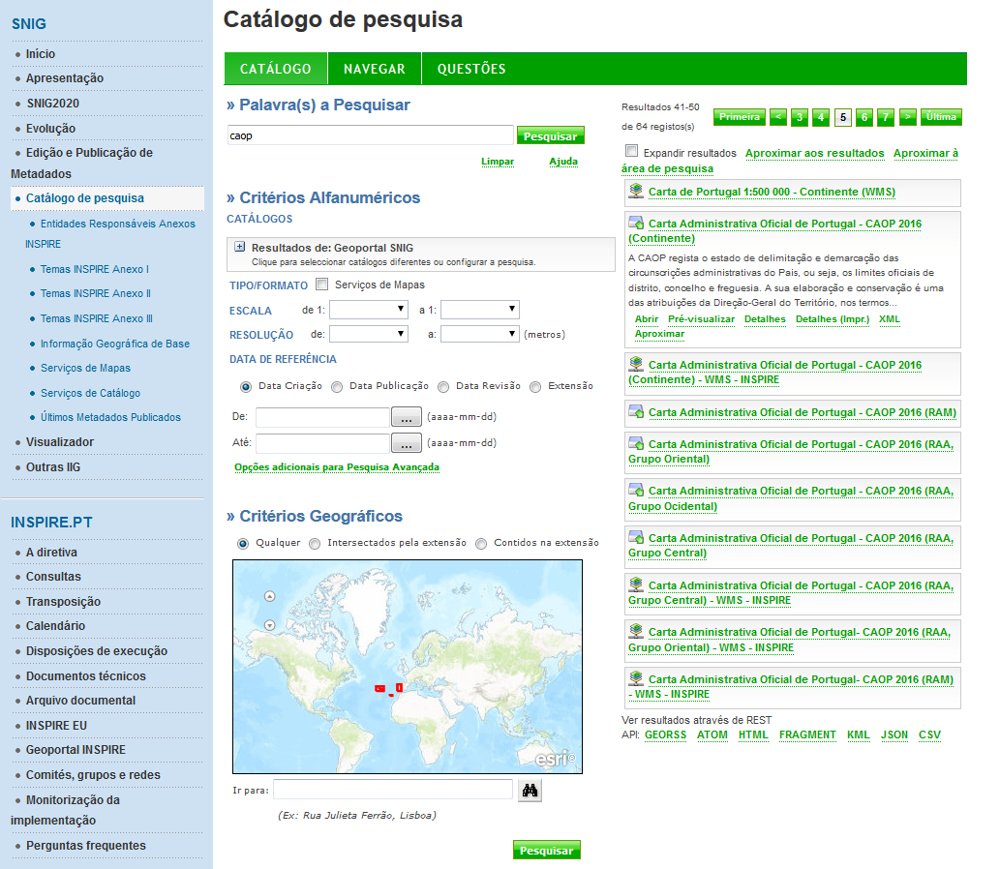 SNIG
Início
Apresentação
SNIG2020
Evolução
Edição e Publicação de
Metadados
Catálogo de pesquisa
Entidades Responsáveis Anexos
INSPIRE
Temas INSPIRE Anexo I
Temas INSPIRE Anexo II
Temas INSPIRE Anexo III
Informação Geográfica de Base
Serviços de Mapas
Serviços de Catálogo
Últimos Metadados Publicados
Visualizador
Outras IIG
INSPIRE.PT
A diretiva
Consultas
Transposição
Calendário
Disposições de execução
Documentos técnicos
Arquivo documental
INSPIRE EU
Geoportal INSPIRE
Comités, grupos e redes
Monitorização da
implementação
Perguntas frequentes
Catálogo de pesquisa
CATÁLOGO NAVEGAR QUESTÕES
» Palavra(s) a Pesquisar
caop Pesquisar
Limpar Ajuda
» Critérios Alfanuméricos
CATÁLOGOS
Resultados de: Geoportal SNIG
Clique para seleccionar catálogos diferentes ou configurar a pesquisa.
TIPO/FORMATO Serviços de Mapas
ESCALA de 1: a 1:
RESOLUÇÃO de: a: (metros)
DATA DE REFERÊNCIA
Data Criação Data Publicação Data Revisão Extensão
De: ... (aaaa-mm-dd)
Até: ... (aaaa-mm-dd)
Opções adicionais para Pesquisa Avançada
» Critérios Geográficos
Qualquer Intersectados pela extensão Contidos na extensão
esri
Ir para:
(Ex: Rua Julieta Ferrão, Lisboa)
Pesquisar
Resultados 41-50
de 64 registos(s)
Primeira < 3 4 5 6 7 > Última
Expandir resultados Aproximar aos resultados Aproximar à
área de pesquisa
Carta de Portugal 1:500 000 - Continente (WMS)
Carta Administrativa Oficial de Portugal - CAOP 2016
(Continente)
A CAOP regista o estado de delimitação e demarcação das
circunscrições administrativas do Pais, ou seja, os limites oficiais de
distrito, concelho e freguesia. A sua elaboração e conservação é uma
das atribuições da Direção-Geral do Território, nos termos...
Abrir Pré-visualizar Detalhes Detalhes (Impr.) XML
Aproximar
Carta Administrativa Oficial de Portugal - CAOP 2016
(Continente) - WMS - INSPIRE
Carta Administrativa Oficial de Portugal - CAOP 2016 (RAM)
Carta Administrativa Oficial de Portugal - CAOP 2016 (RAA,
Grupo Oriental)
Carta Administrativa Oficial de Portugal - CAOP 2016 (RAA,
Grupo Ocidental)
Carta Administrativa Oficial de Portugal - CAOP 2016 (RAA,
Grupo Central)
Carta Administrativa Oficial de Portugal - CAOP 2016 (RAA,
Grupo Central) - WMS - INSPIRE
Carta Administrativa Oficial de Portugal- CAOP 2016 (RAA,
Grupo Oriental) - WMS - INSPIRE
Carta Administrativa Oficial de Portugal- CAOP 2016 (RAM)
- WMS - INSPIRE
Ver resultados através de REST
API: GEORSS ATOM HTML FRAGMENT KML JSON CSV